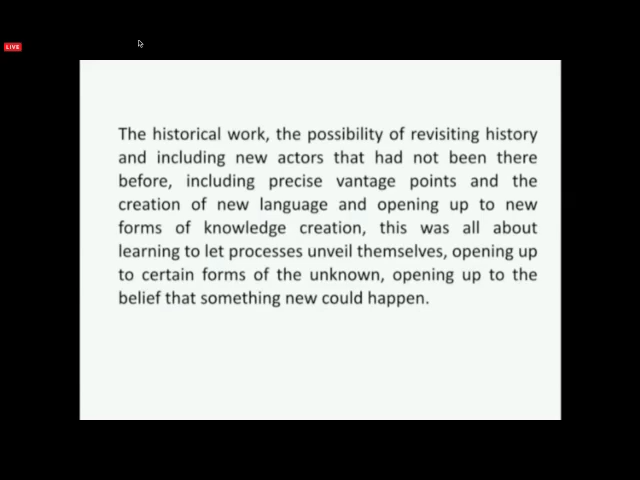 LIVE
The historical work, the possibility of revisiting history
and including new actors that had not been there
before, including precise vantage points and the
creation of new language and opening up to new
forms of knowledge creation, this was all about
learning to let processes unveil themselves, opening up
to certain forms of the unknown, opening up to the
belief that something new could happen.